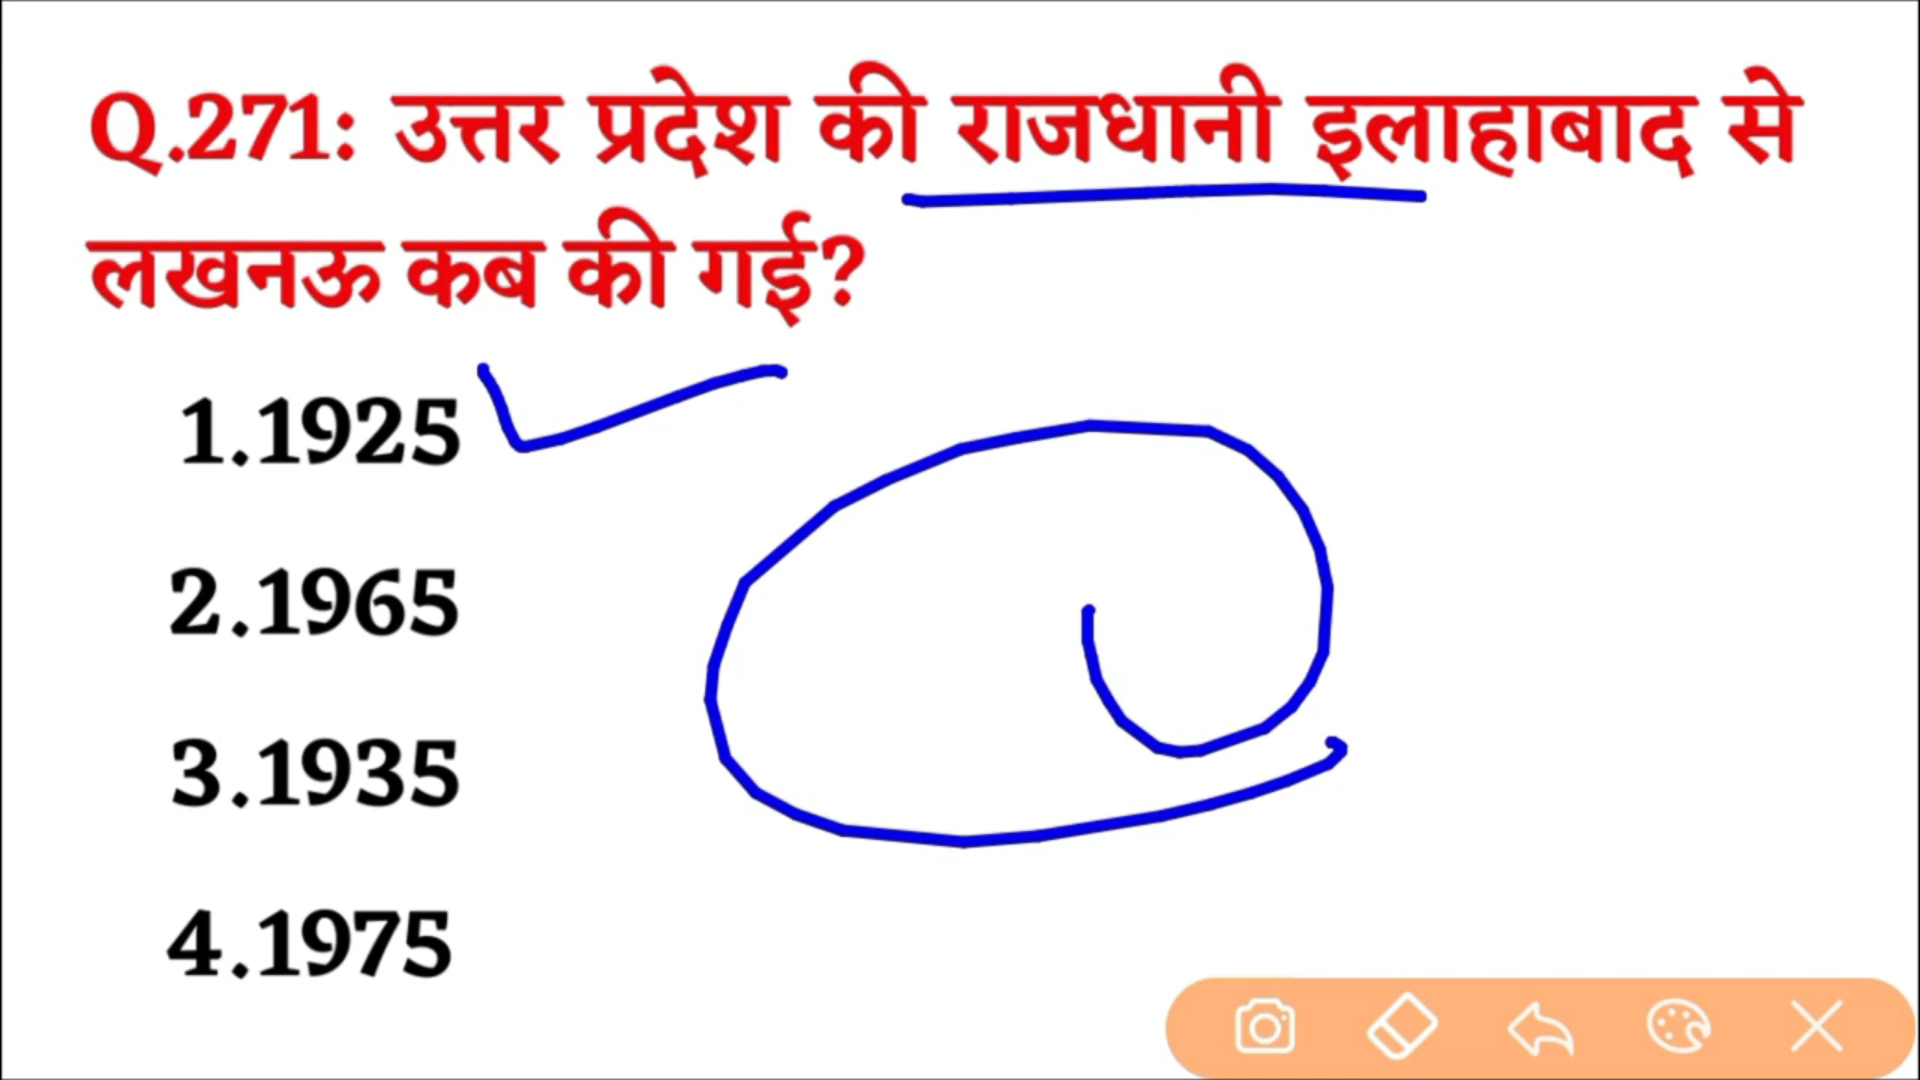 Q.271: उत्तर प्रदेश की राजधानी इलाहाबाद से
लखनऊ कब की गई?
1.1925
2.1965
3.1935
4.1975